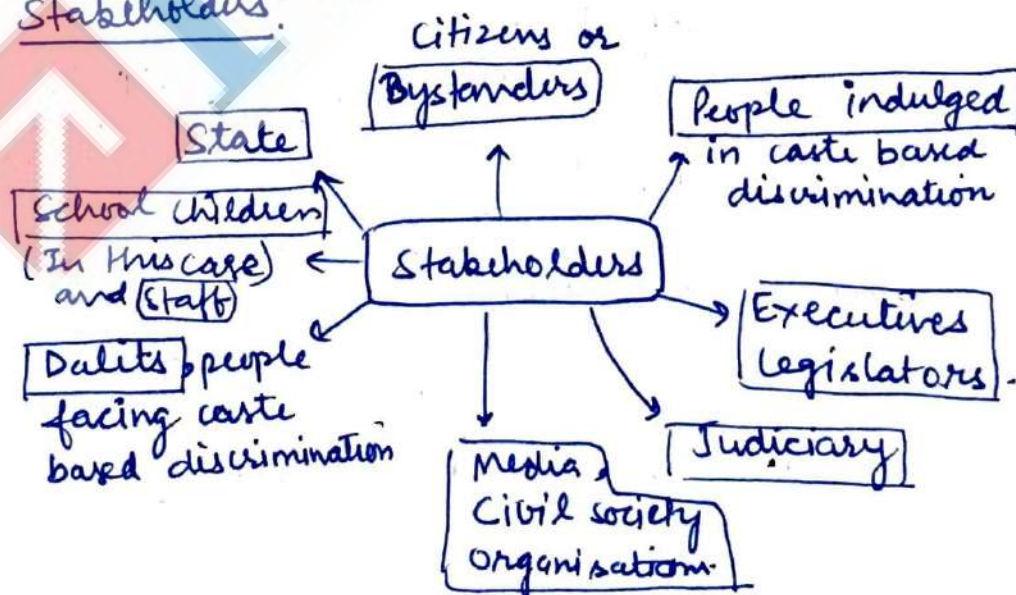 Stakeholders.
Citizens or
Bystanders
People indulged
in caste based
discrimination
State
School children
(In this case)
and Staff
Stakeholders
Executives
Legislators.
Dalits, people
facing caste
based discrimination
Judiciary
Media,
Civil society
Organisations.